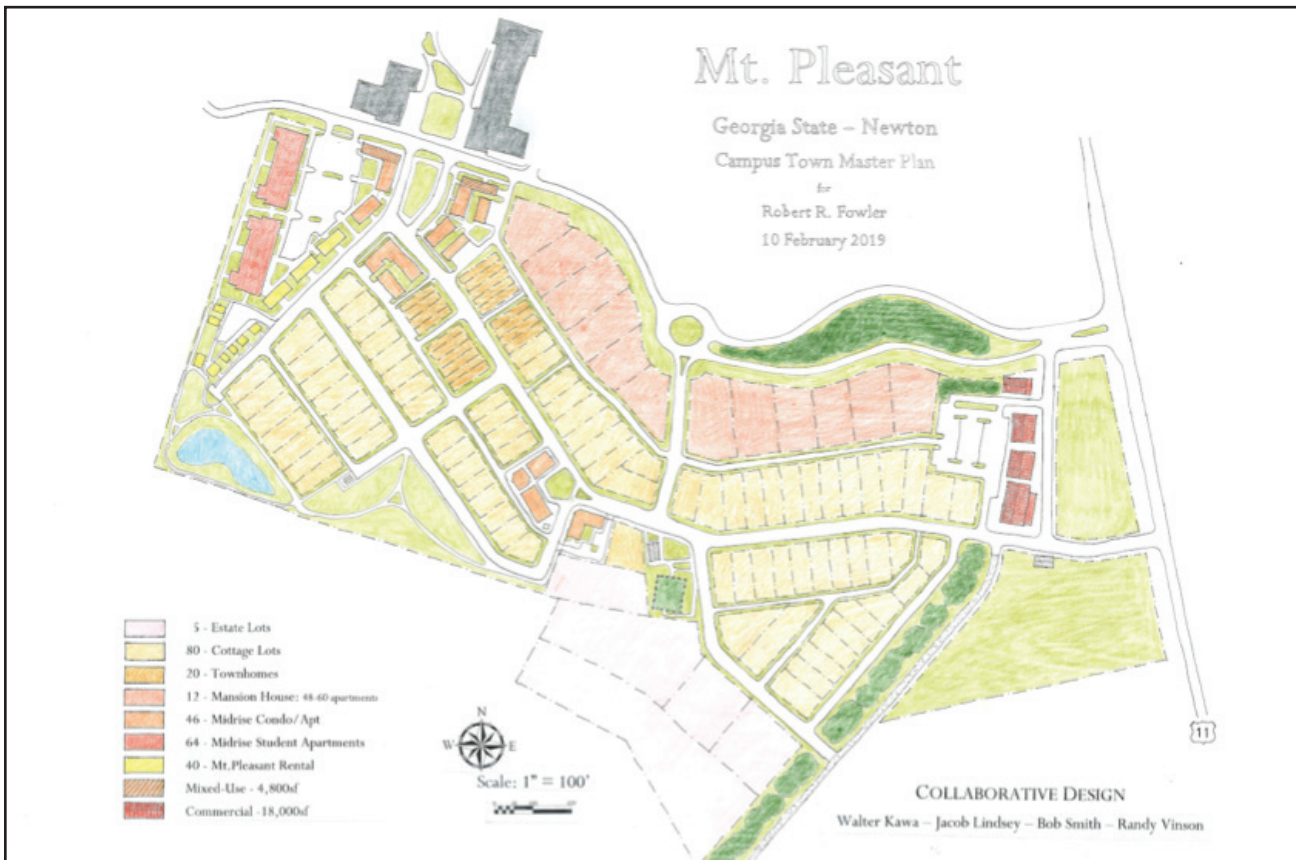 Mt. Pleasant
Georgia State – Newton
Campus Town Master Plan
for
Robert R. Fowler
10 February 2019
5 - Estate Lots
80 - Cottage Lots
20 - Townhomes
12 - Mansion House: 48-60 apartments
46 - Midrise Condo/Apt
64 - Midrise Student Apartments
40 - Mt.Pleasant Rental
Mixed-Use - 4,800sf
Commercial -18,000sf
N
W E
S
Scale: 1" = 100'
11
COLLABORATIVE DESIGN
Walter Kawa – Jacob Lindsey – Bob Smith – Randy Vinson